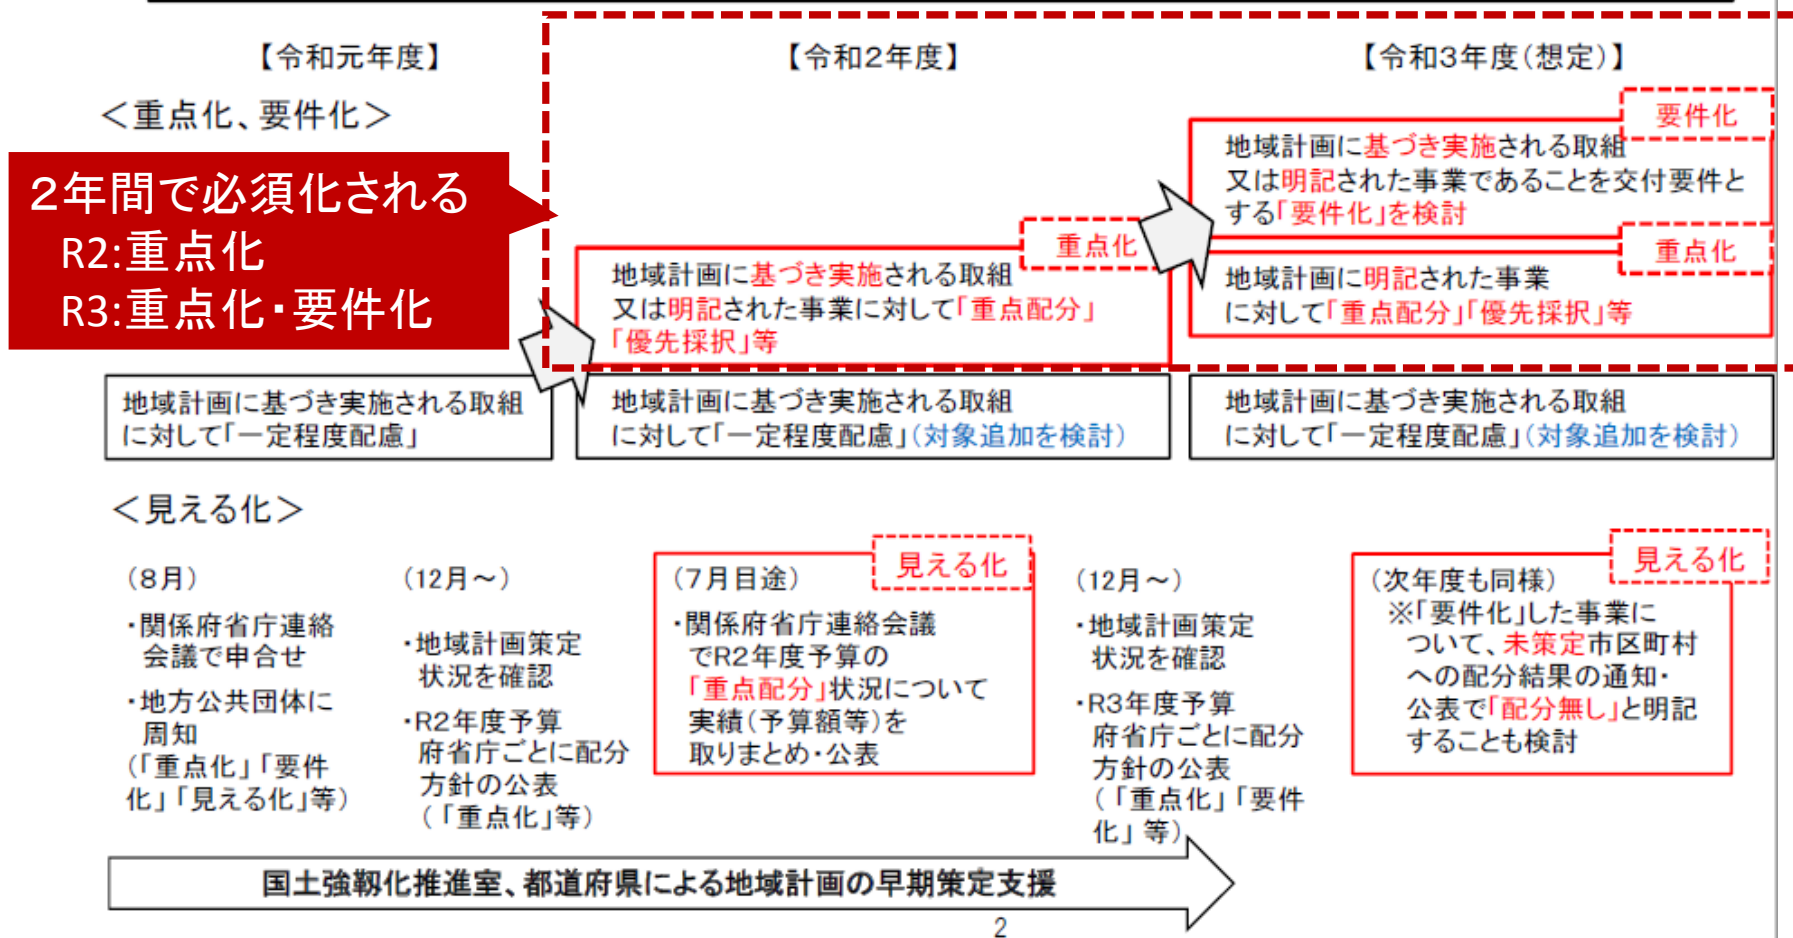 【令和元年度】
【令和2年度】
【令和3年度(想定)】
＜重点化、要件化＞
２年間で必須化される
R2:重点化
R3:重点化・要件化
地域計画に基づき実施される取組
に対して「一定程度配慮」
重点化
地域計画に基づき実施される取組
又は明記された事業に対して「重点配分」
「優先採択」等
地域計画に基づき実施される取組
に対して「一定程度配慮」(対象追加を検討)
要件化
地域計画に基づき実施される取組
又は明記された事業であることを交付要件と
する「要件化」を検討
重点化
地域計画に明記された事業
に対して「重点配分」「優先採択」等
地域計画に基づき実施される取組
に対して「一定程度配慮」(対象追加を検討)
＜見える化＞
(8月)
・関係府省庁連絡
会議で申合せ
・地方公共団体に
周知
(「重点化」「要件
化」「見える化」等)
(12月～)
・地域計画策定
状況を確認
・R2年度予算
府省庁ごとに配分
方針の公表
(「重点化」等)
見える化
(7月目途)
・関係府省庁連絡会議
でR2年度予算の
「重点配分」状況について
実績(予算額等)を
取りまとめ・公表
(12月～)
・地域計画策定
状況を確認
・R3年度予算
府省庁ごとに配分
方針の公表
(「重点化」「要件
化」等)
見える化
(次年度も同様)
※「要件化」した事業に
ついて、未策定市区町村
への配分結果の通知・
公表で「配分無し」と明記
することも検討
国土強靱化推進室、都道府県による地域計画の早期策定支援
2